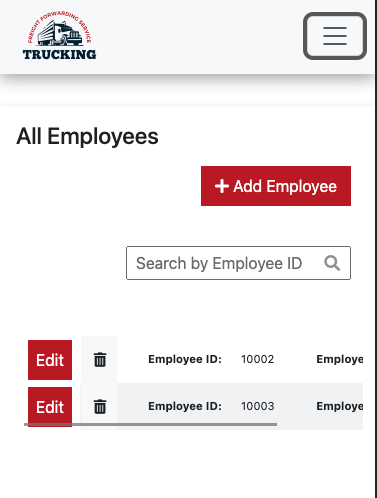 FREIGHT FORWARDING SERVICE
TRUCKING
All Employees
Add Employee
Search by Employee ID
Edit Employee ID: 10002 Employe
Edit Employee ID: 10003 Employe